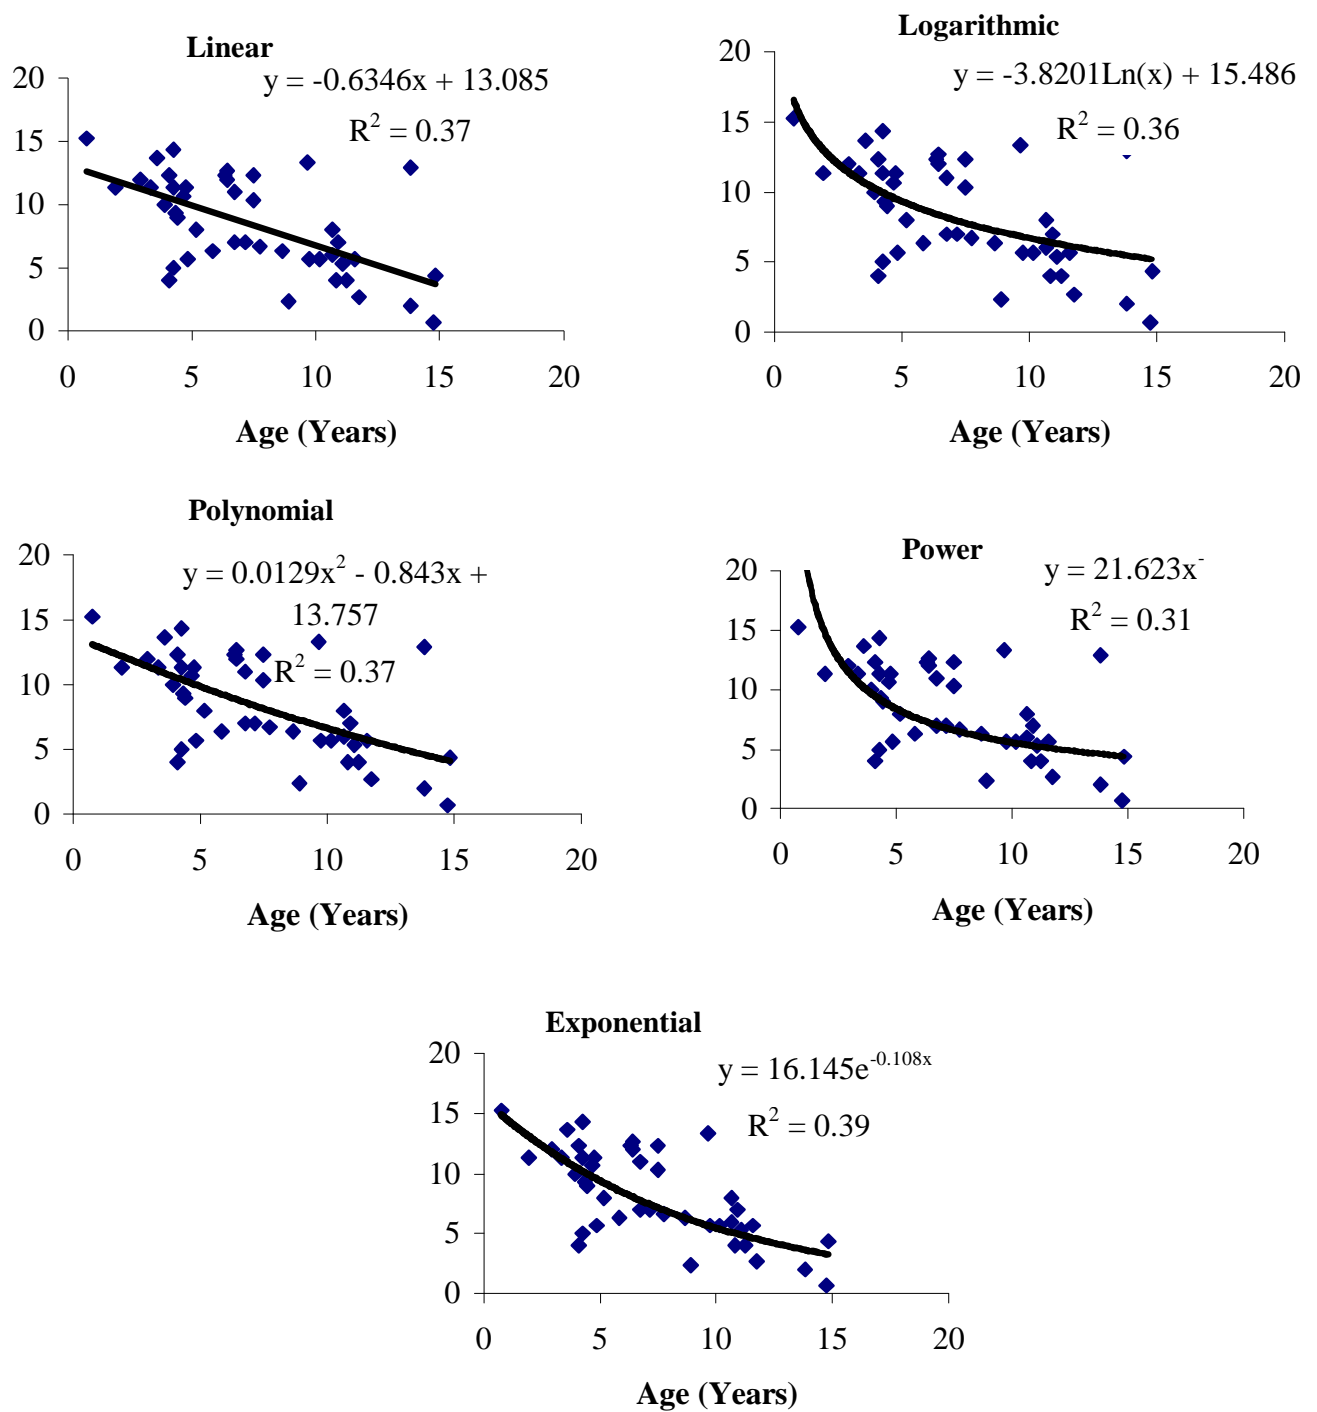 Linear
y = -0.6346x + 13.085
R² = 0.37
20
15
10
5
0
0 5 10 15 20
Age (Years)
Logarithmic
y = -3.8201Ln(x) + 15.486
R² = 0.36
20
15
10
5
0
0 5 10 15 20
Age (Years)
Polynomial
y = 0.0129x² - 0.843x +
13.757
R² = 0.37
20
15
10
5
0
0 5 10 15 20
Age (Years)
Power
y = 21.623x⁻
R² = 0.31
20
15
10
5
0
0 5 10 15 20
Age (Years)
Exponential
y = 16.145e^-0.108x
R² = 0.39
20
15
10
5
0
0 5 10 15 20
Age (Years)